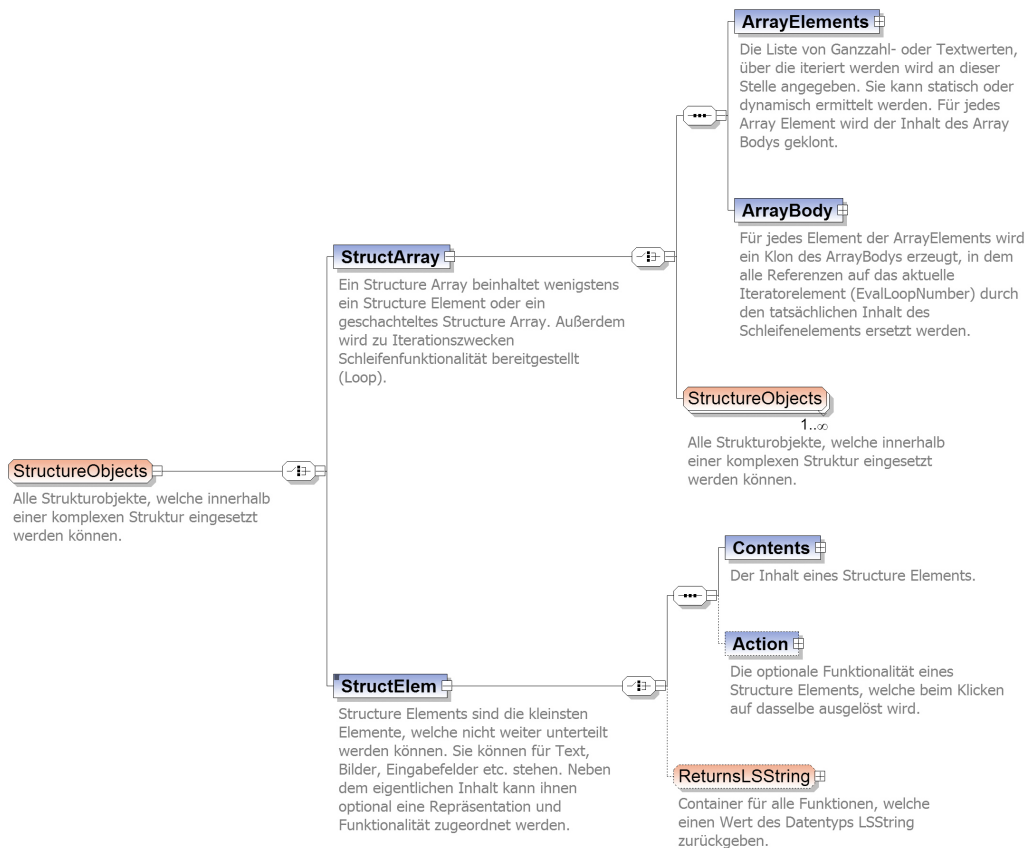 ArrayElements
Die Liste von Ganzzahl- oder Textwerten,
über die iteriert werden wird an dieser
Stelle angegeben. Sie kann statisch oder
dynamisch ermittelt werden. Für jedes
Array Element wird der Inhalt des Array
Bodys geklont.
ArrayBody
Für jedes Element der ArrayElements wird
ein Klon des ArrayBodys erzeugt, in dem
alle Referenzen auf das aktuelle
Iteratorelement (EvalLoopNumber) durch
den tatsächlichen Inhalt des
Schleifenelements ersetzt werden.
StructArray
Ein Structure Array beinhaltet wenigstens
ein Structure Element oder ein
geschachteltes Structure Array. Außerdem
wird zu Iterationszwecken
Schleifenfunktionalität bereitgestellt
(Loop).
StructureObjects
1..∞
Alle Strukturobjekte, welche innerhalb
einer komplexen Struktur eingesetzt
werden können.
StructureObjects
Alle Strukturobjekte, welche innerhalb
einer komplexen Struktur eingesetzt
werden können.
Contents
Der Inhalt eines Structure Elements.
Action
Die optionale Funktionalität eines
Structure Elements, welche beim Klicken
auf dasselbe ausgelöst wird.
StructElem
Structure Elements sind die kleinsten
Elemente, welche nicht weiter unterteilt
werden können. Sie können für Text,
Bilder, Eingabefelder etc. stehen. Neben
dem eigentlichen Inhalt kann ihnen
optional eine Repräsentation und
Funktionalität zugeordnet werden.
ReturnsLSString
Container für alle Funktionen, welche
einen Wert des Datentyps LSString
zurückgeben.